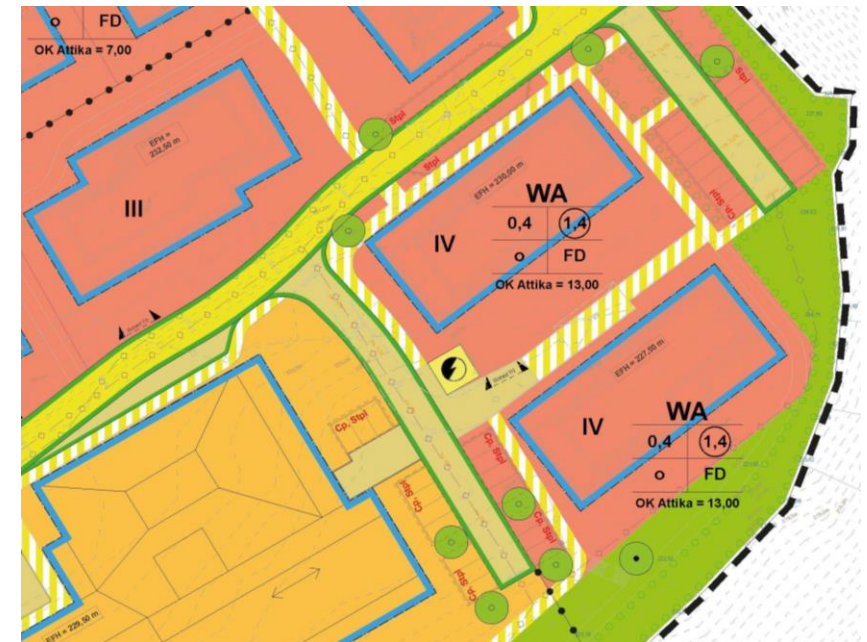 o FD
OK Attika = 7,00
Stpl
Stpl
Stpl
EFH =
232,50 m
EFH = 230,00 m
III
WA
IV
0,4 1,4
o FD
OK Attika = 13,00
Cp, Stpl
EFH = 227,50 m
WA
IV
0,4 1,4
o FD
OK Attika = 13,00
Cp, Stpl
Cp, Stpl
Cp, Stpl
Cp, Stpl
Cp, Stpl
EFH = 229,50 m